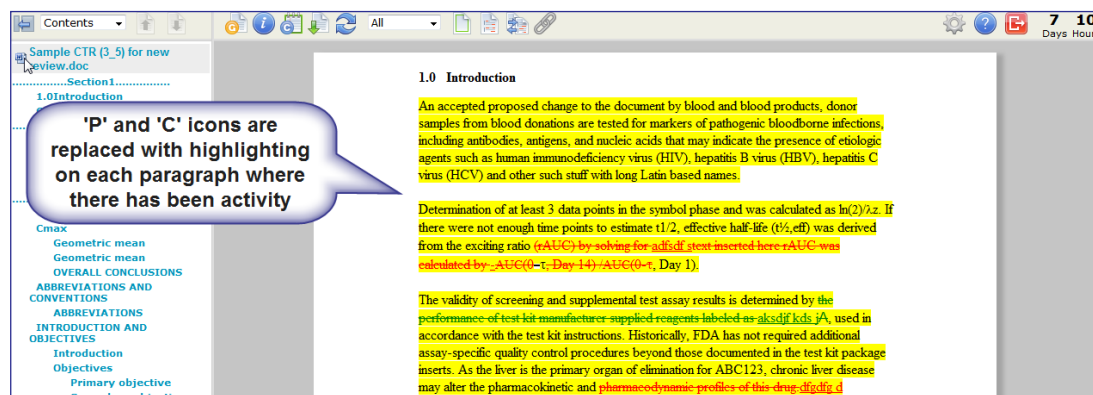 Contents
All
7 10
Days Hour
Sample CTR (3_5) for new
review.doc
................Section1................
1.0Introduction
'P' and 'C' icons are
replaced with highlighting
on each paragraph where
there has been activity
Cmax
Geometric mean
Geometric mean
OVERALL CONCLUSIONS
ABBREVIATIONS AND
CONVENTIONS
ABBREVIATIONS
INTRODUCTION AND
OBJECTIVES
Introduction
Objectives
Primary objective
1.0 Introduction
An accepted proposed change to the document by blood and blood products, donor
samples from blood donations are tested for markers of pathogenic bloodborne infections,
including antibodies, antigens, and nucleic acids that may indicate the presence of etiologic
agents such as human immunodeficiency virus (HIV), hepatitis B virus (HBV), hepatitis C
virus (HCV) and other such stuff with long Latin based names.
Determination of at least 3 data points in the symbol phase and was calculated as ln(2)/λz. If
there were not enough time points to estimate t1/2, effective half-life (t½,eff) was derived
from the exciting ratio (rAUC) by solving for adfsdf stext inserted here rAUC was
calculated by AUC(0-τ, Day 14) /AUC(0-τ, Day 1).
The validity of screening and supplemental test assay results is determined by the
performance of test kit manufacturer supplied reagents labeled as aksdjf kds jA, used in
accordance with the test kit instructions. Historically, FDA has not required additional
assay-specific quality control procedures beyond those documented in the test kit package
inserts. As the liver is the primary organ of elimination for ABC123, chronic liver disease
may alter the pharmacokinetic and pharmacodynamic profiles of this drug.dfgdfg d